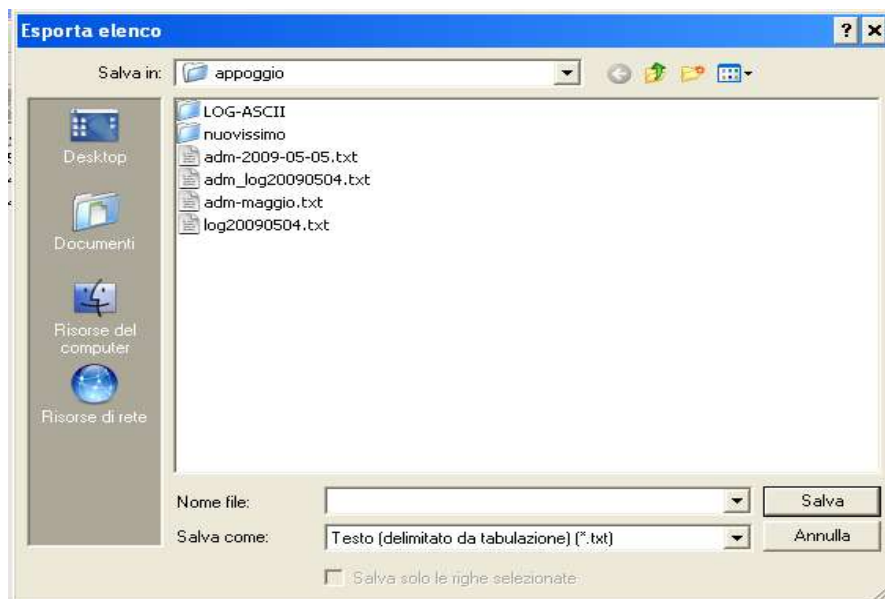 Esporta elenco
Salva in: appoggio
Desktop
Documenti
Risorse del
computer
Risorse di rete
LOG-ASCII
nuovissimo
adm-2009-05-05.txt
adm_log20090504.txt
adm-maggio.txt
log20090504.txt
Nome file:
Salva
Salva come: Testo (delimitato da tabulazione) (*.txt)
Annulla
Salva solo le righe selezionate